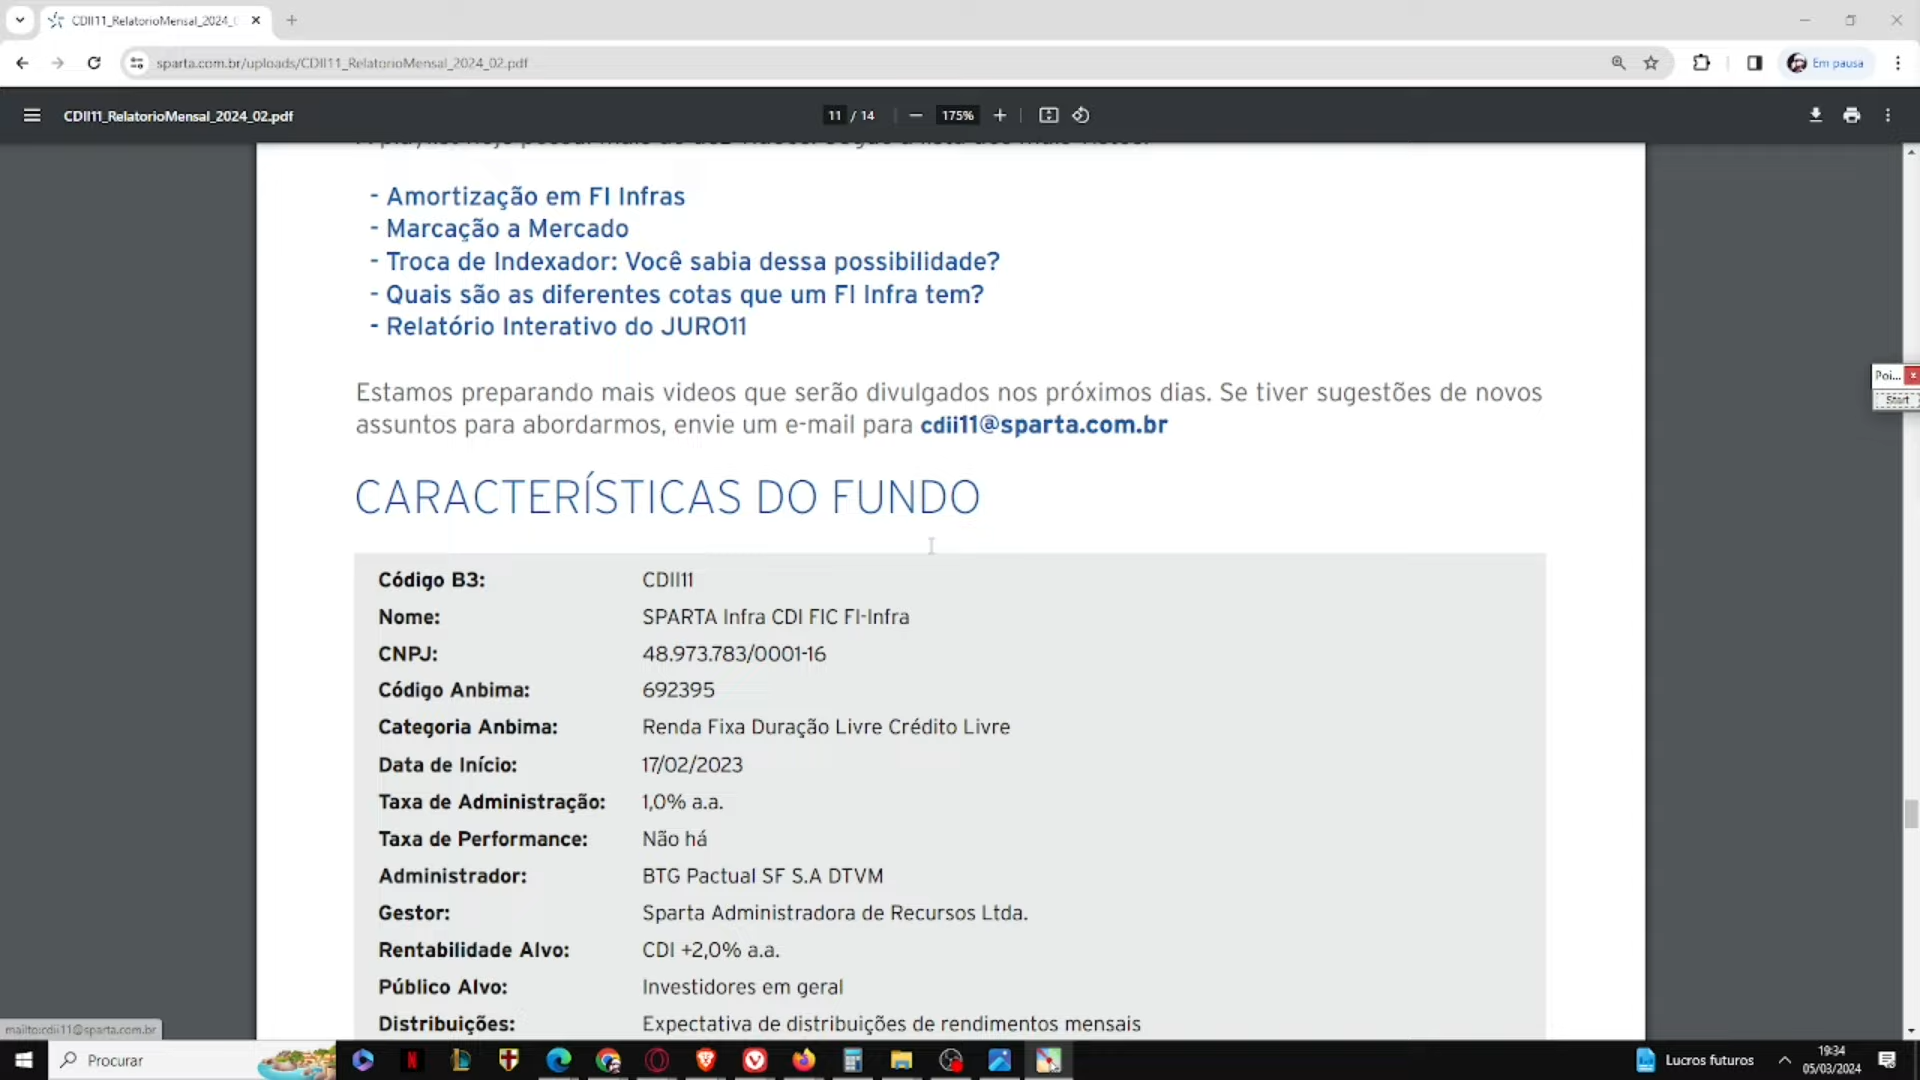 CDII11_RelatorioMensal_2024_0
sparta.com.br/uploads/CDII11_RelatorioMensal_2024_02.pdf
Em pausa
CDII11_RelatorioMensal_2024_02.pdf
11 / 14
175%
- Amortização em FI Infras
- Marcação a Mercado
- Troca de Indexador: Você sabia dessa possibilidade?
- Quais são as diferentes cotas que um FI Infra tem?
- Relatório Interativo do JURO11
Poi...
Start
Estamos preparando mais videos que serão divulgados nos próximos dias. Se tiver sugestões de novos
assuntos para abordarmos, envie um e-mail para cdii11@sparta.com.br
CARACTERÍSTICAS DO FUNDO
Código B3: CDII11
Nome: SPARTA Infra CDI FIC FI-Infra
CNPJ: 48.973.783/0001-16
Código Anbima: 692395
Categoria Anbima: Renda Fixa Duração Livre Crédito Livre
Data de Início: 17/02/2023
Taxa de Administração: 1,0% a.a.
Taxa de Performance: Não há
Administrador: BTG Pactual SF S.A DTVM
Gestor: Sparta Administradora de Recursos Ltda.
Rentabilidade Alvo: CDI +2,0% a.a.
Público Alvo: Investidores em geral
Distribuições: Expectativa de distribuições de rendimentos mensais
mailto:cdii11@sparta.com.br
Procurar
Lucros futuros
19:34
05/03/2024